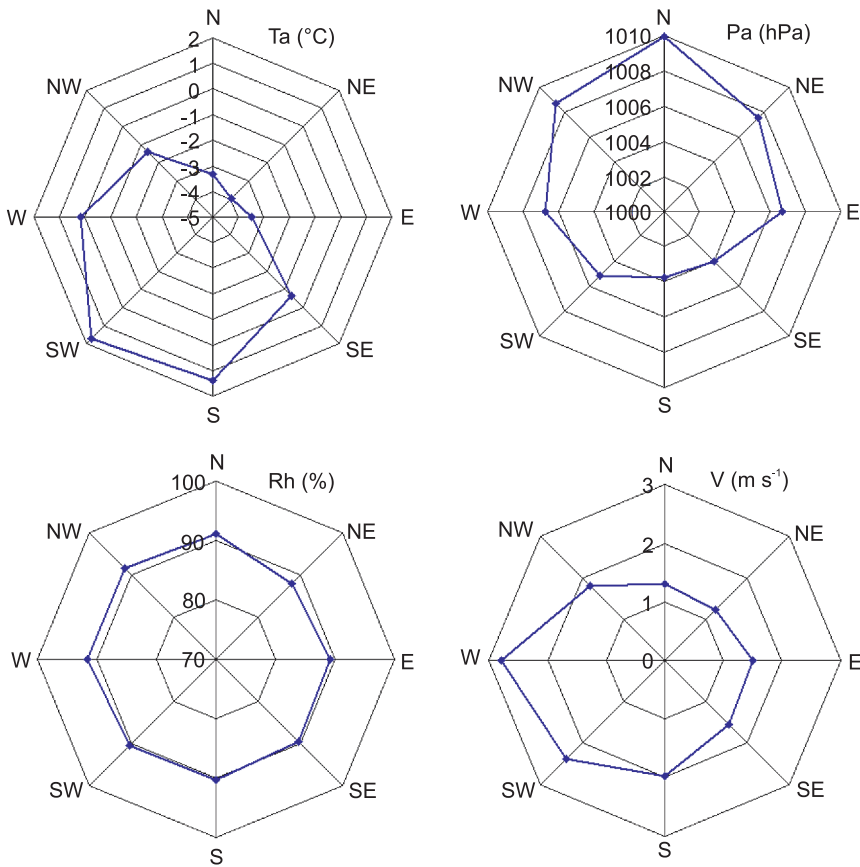 N
Ta (°C)
2
1
0
-1
-2
-3
-4
-5
NW
NE
W
E
SW
SE
S
N
Pa (hPa)
1010
1008
1006
1004
1002
1000
NW
NE
W
E
SW
SE
S
N
Rh (%)
100
90
80
70
NW
NE
W
E
SW
SE
S
N
V (m s⁻¹)
3
2
1
0
NW
NE
W
E
SW
SE
S